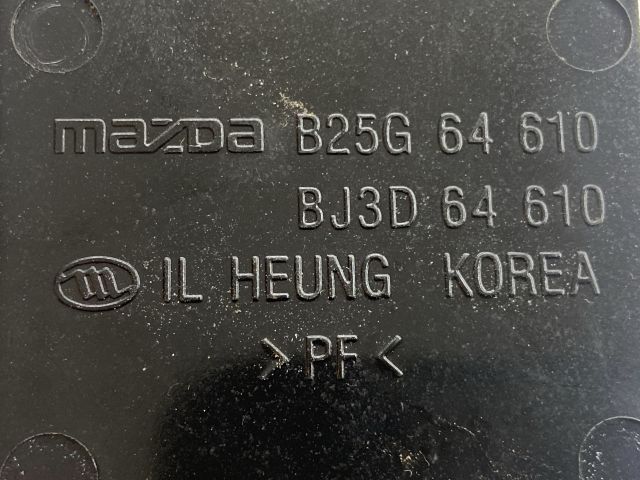 mazda B25G 64 610
BJ3D 64 610
IL HEUNG KOREA
>PF<